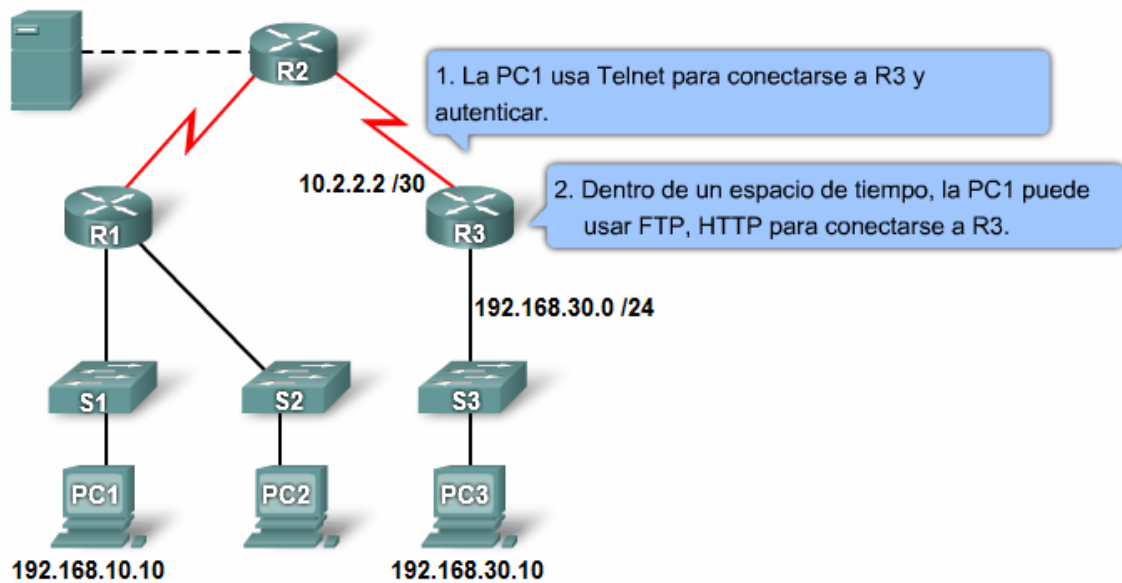 R2
1. La PC1 usa Telnet para conectarse a R3 y
autenticar.
10.2.2.2 /30
2. Dentro de un espacio de tiempo, la PC1 puede
usar FTP, HTTP para conectarse a R3.
R1
R3
192.168.30.0 /24
S1
S2
S3
PC1
PC2
PC3
192.168.10.10
192.168.30.10